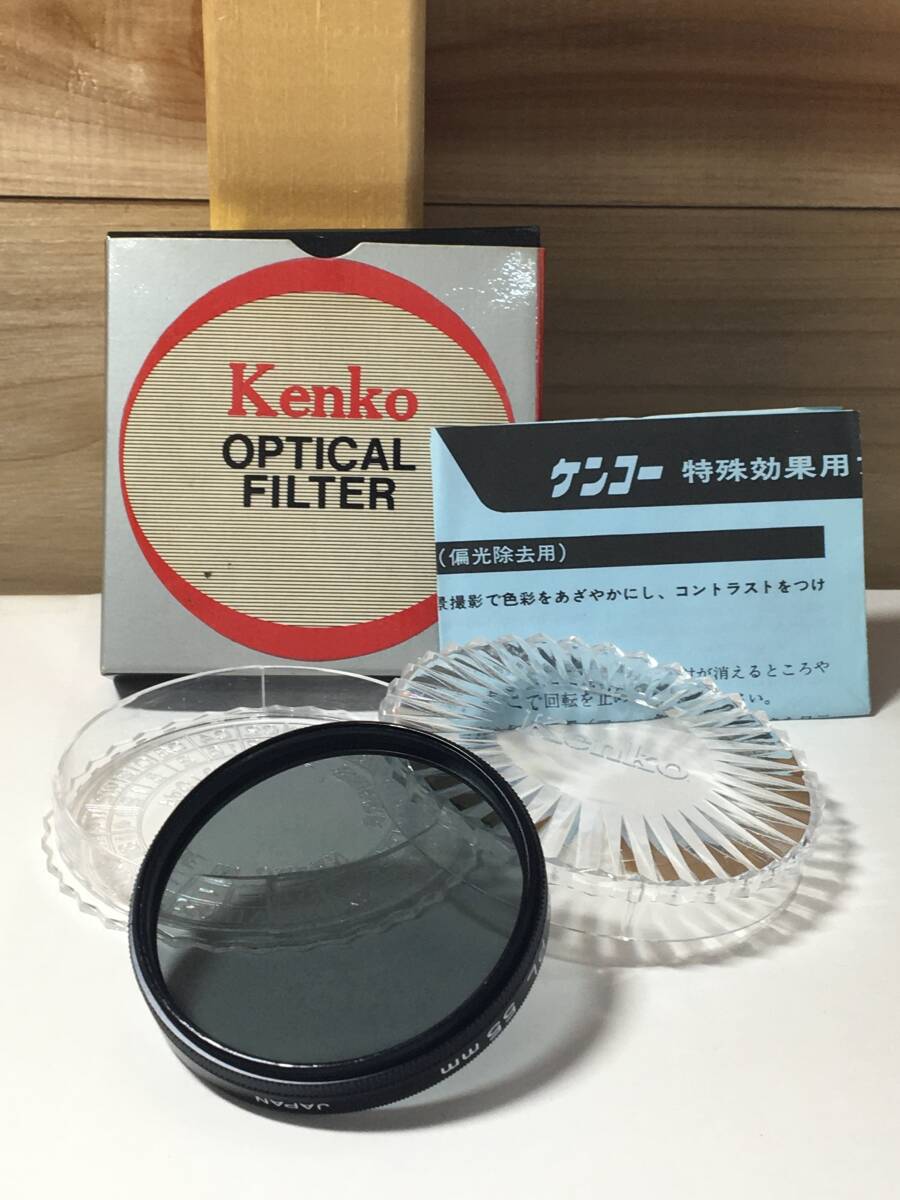 Kenko
OPTICAL
FILTER
ケンコー 特殊効果用
(偏光除去用)
景撮影で色彩をあざやかにし、コントラストをつけ
が消えるところや
で回転を止
い。
Kenko
L 55 mm
JAPAN